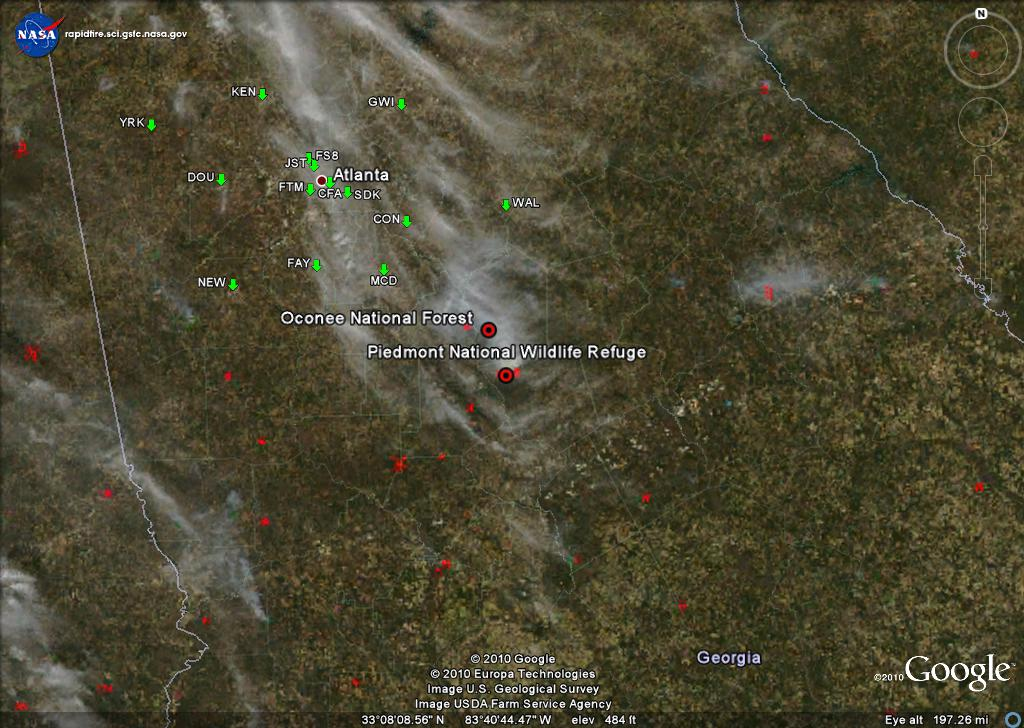 NASA rapidfire.sci.gsfc.nasa.gov
N
KEN
GWI
YRK
FS8
JST
Atlanta
DOU
FTM
CFA
SDK
WAL
CON
FAY
MCD
NEW
Oconee National Forest
Piedmont National Wildlife Refuge
Georgia
© 2010 Google
© 2010 Europa Technologies
Image U.S. Geological Survey
Image USDA Farm Service Agency
©2010 Google™
33°08'08.56" N 83°40'44.47" W elev 484 ft Eye alt 197.26 mi